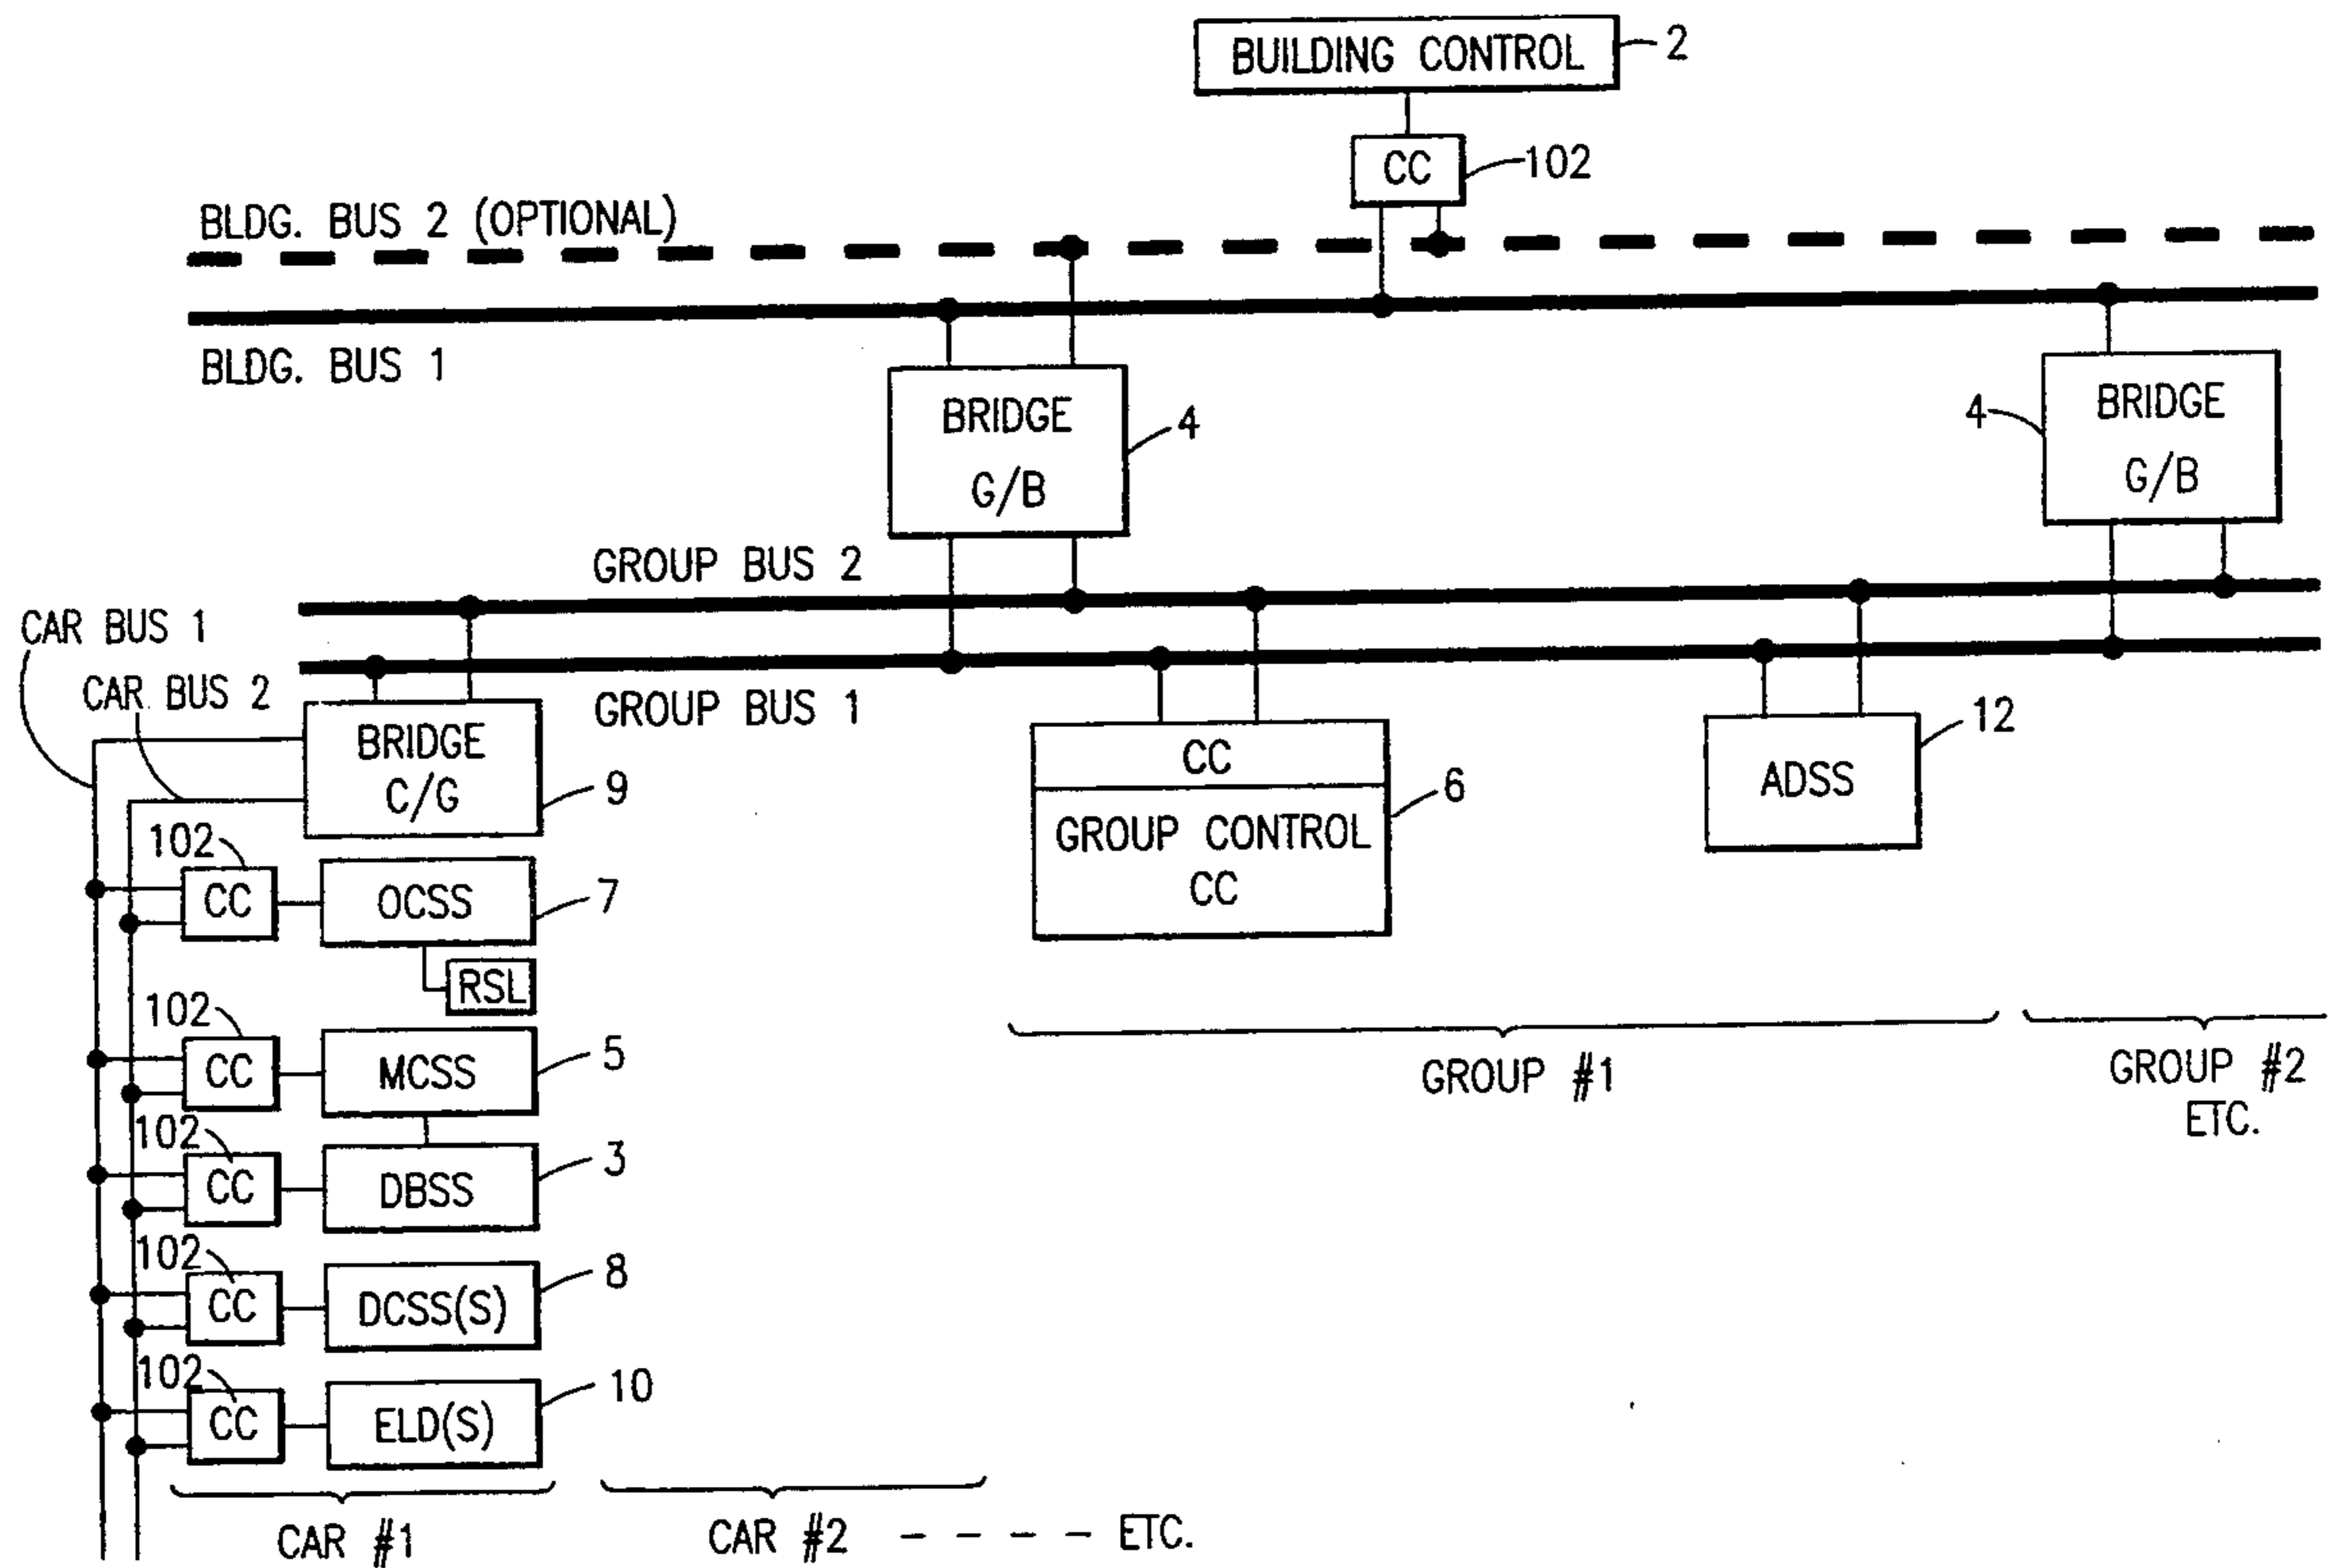 BUILDING CONTROL
2
CC
102
BLDG. BUS 2 (OPTIONAL)
BLDG. BUS 1
BRIDGE
G/B
4
4
BRIDGE
G/B
GROUP BUS 2
CAR BUS 1
CAR BUS 2
GROUP BUS 1
BRIDGE
C/G
9
CC
GROUP CONTROL
CC
6
ADSS
12
102
CC
OCSS
7
RSL
102
CC
MCSS
5
102
CC
DBSS
3
102
CC
DCSS(S)
8
102
CC
ELD(S)
10
GROUP #1
GROUP #2
ETC.
CAR #1
CAR #2 - - - - ETC.